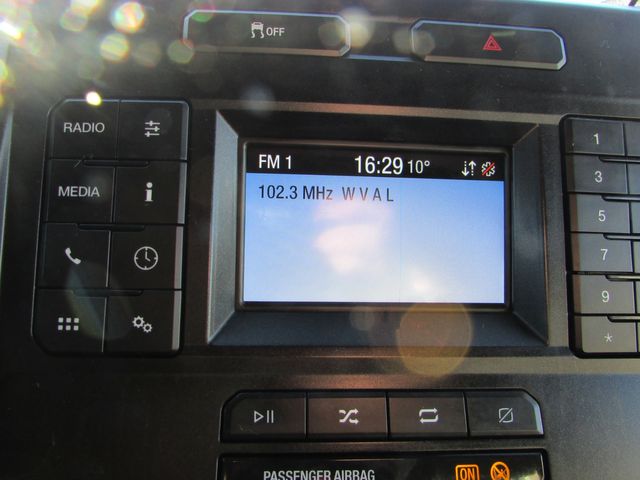 OFF
RADIO
MEDIA
FM 1 16:29 10°
102.3 MHz W V A L
1
3
5
7
9
*
PASSENGER AIRBAG ON